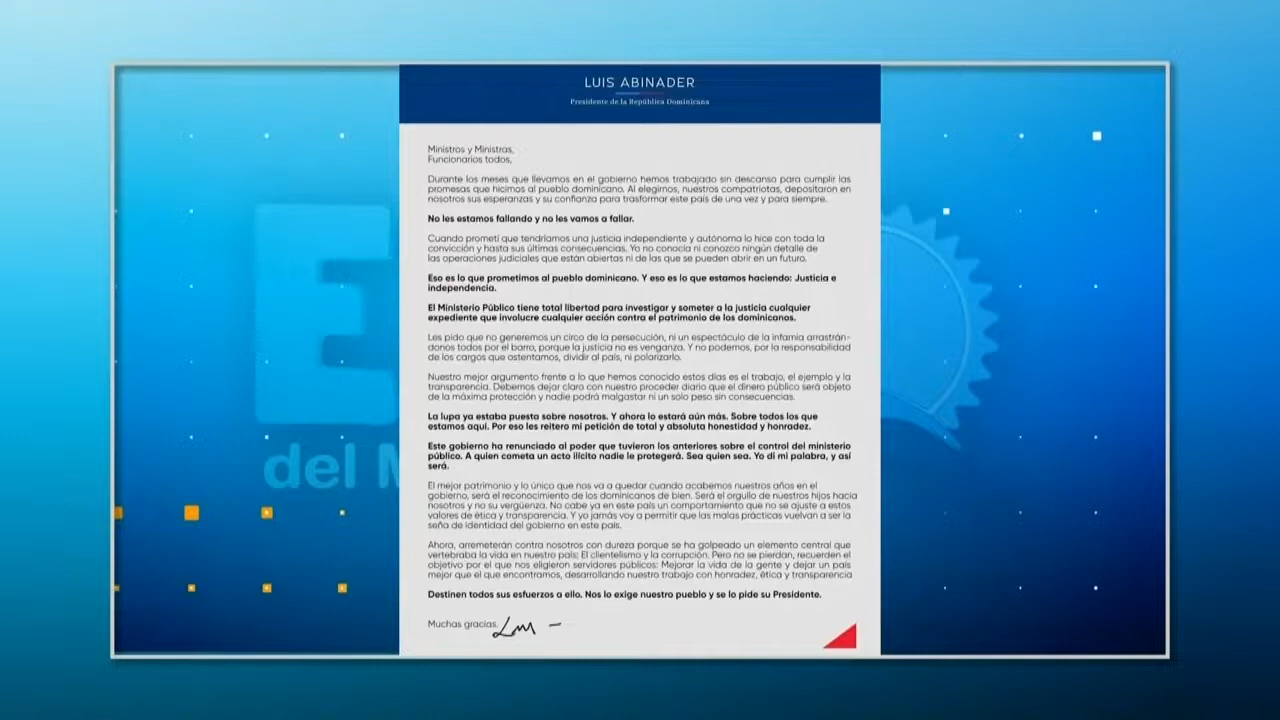 LUIS ABINADER
Presidente de la República Dominicana
Ministros y Ministras,
Funcionarios todos,
Durante los meses que llevamos en el gobierno hemos trabajado sin descanso para cumplir las
promesas que hicimos al pueblo dominicano. Al elegirnos, nuestros compatriotas, depositaron en
nosotros sus esperanzas y su confianza para trasformar este país de una vez y para siempre.
No les estamos fallando y no les vamos a fallar.
Cuando prometí que tendríamos una justicia independiente y autónoma lo hice con toda la
convicción y hasta sus últimas consecuencias. Yo no conocía ni conozco ningún detalle de
las operaciones judiciales que están abiertas ni de las que se pueden abrir en un futuro.
Eso es lo que prometimos al pueblo dominicano. Y eso es lo que estamos haciendo: Justicia e
independencia.
El Ministerio Público tiene total libertad para investigar y someter a la justicia cualquier
expediente que involucre cualquier acción contra el patrimonio de los dominicanos.
Les pido que no generemos un circo de la persecución, ni un espectáculo de la infamia arrastrán-
donos todos por el barro, porque la justicia no es venganza. Y no podemos, por la responsabilidad
de los cargos que ostentamos, dividir al país, ni polarizarlo.
Nuestro mejor argumento frente a lo que hemos conocido estos días es el trabajo, el ejemplo y la
transparencia. Debemos dejar claro con nuestro proceder diario que el dinero público será objeto
de la máxima protección y nadie podrá malgastar ni un solo peso sin consecuencias.
La lupa ya estaba puesta sobre nosotros. Y ahora lo estará aún más. Sobre todos los que
estamos aquí. Por eso les reitero mi petición de total y absoluta honestidad y honradez.
Este gobierno ha renunciado al poder que tuvieron los anteriores sobre el control del ministerio
público. A quien cometa un acto ilícito nadie le protegerá. Sea quien sea. Yo di mi palabra, y así
será.
El mejor patrimonio y lo único que nos va a quedar cuando acabemos nuestros años en el
gobierno, será el reconocimiento de los dominicanos de bien. Será el orgullo de nuestros hijos hacia
nosotros y no su vergüenza. No cabe ya en este país un comportamiento que no se ajuste a estos
valores de ética y transparencia. Y yo jamás voy a permitir que las malas prácticas vuelvan a ser la
seña de identidad del gobierno en este país.
Ahora, arremeterán contra nosotros con dureza porque se ha golpeado un elemento central que
vertebraba la vida en nuestro país: El clientelismo y la corrupción. Pero no se pierdan, recuerden el
objetivo por el que nos eligieron servidores públicos: Mejorar la vida de la gente y dejar un país
mejor que el que encontramos, desarrollando nuestro trabajo con honradez, ética y transparencia
Destinen todos sus esfuerzos a ello. Nos lo exige nuestro pueblo y se lo pide su Presidente.
Muchas gracias.
E
del M